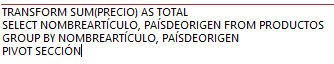 TRANSFORM SUM(PRECIO) AS TOTAL
SELECT NOMBREARTÍCULO, PAÍSDEORIGEN FROM PRODUCTOS
GROUP BY NOMBREARTÍCULO, PAÍSDEORIGEN
PIVOT SECCIÓN